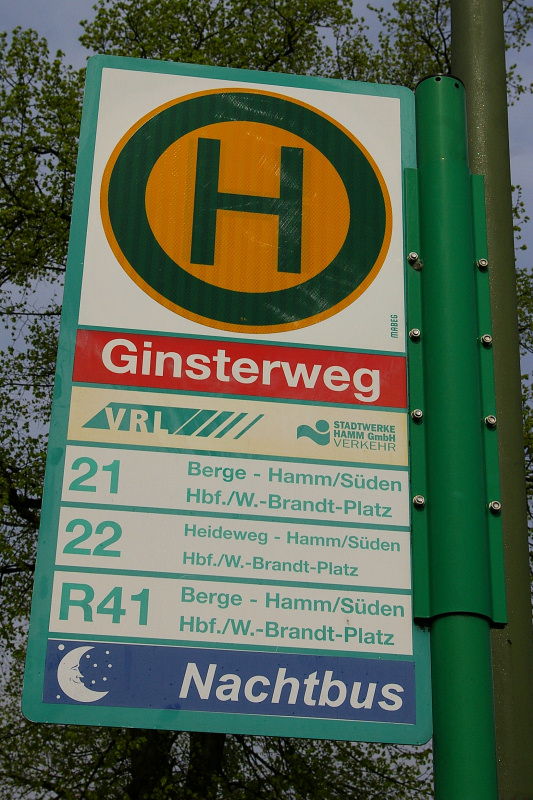 H
MABEG
Ginsterweg
VRL
STADTWERKE
HAMM GmbH
VERKEHR
21 Berge - Hamm/Süden
Hbf./W.-Brandt-Platz
22 Heideweg - Hamm/Süden
Hbf./W.-Brandt-Platz
R41 Berge - Hamm/Süden
Hbf./W.-Brandt-Platz
Nachtbus